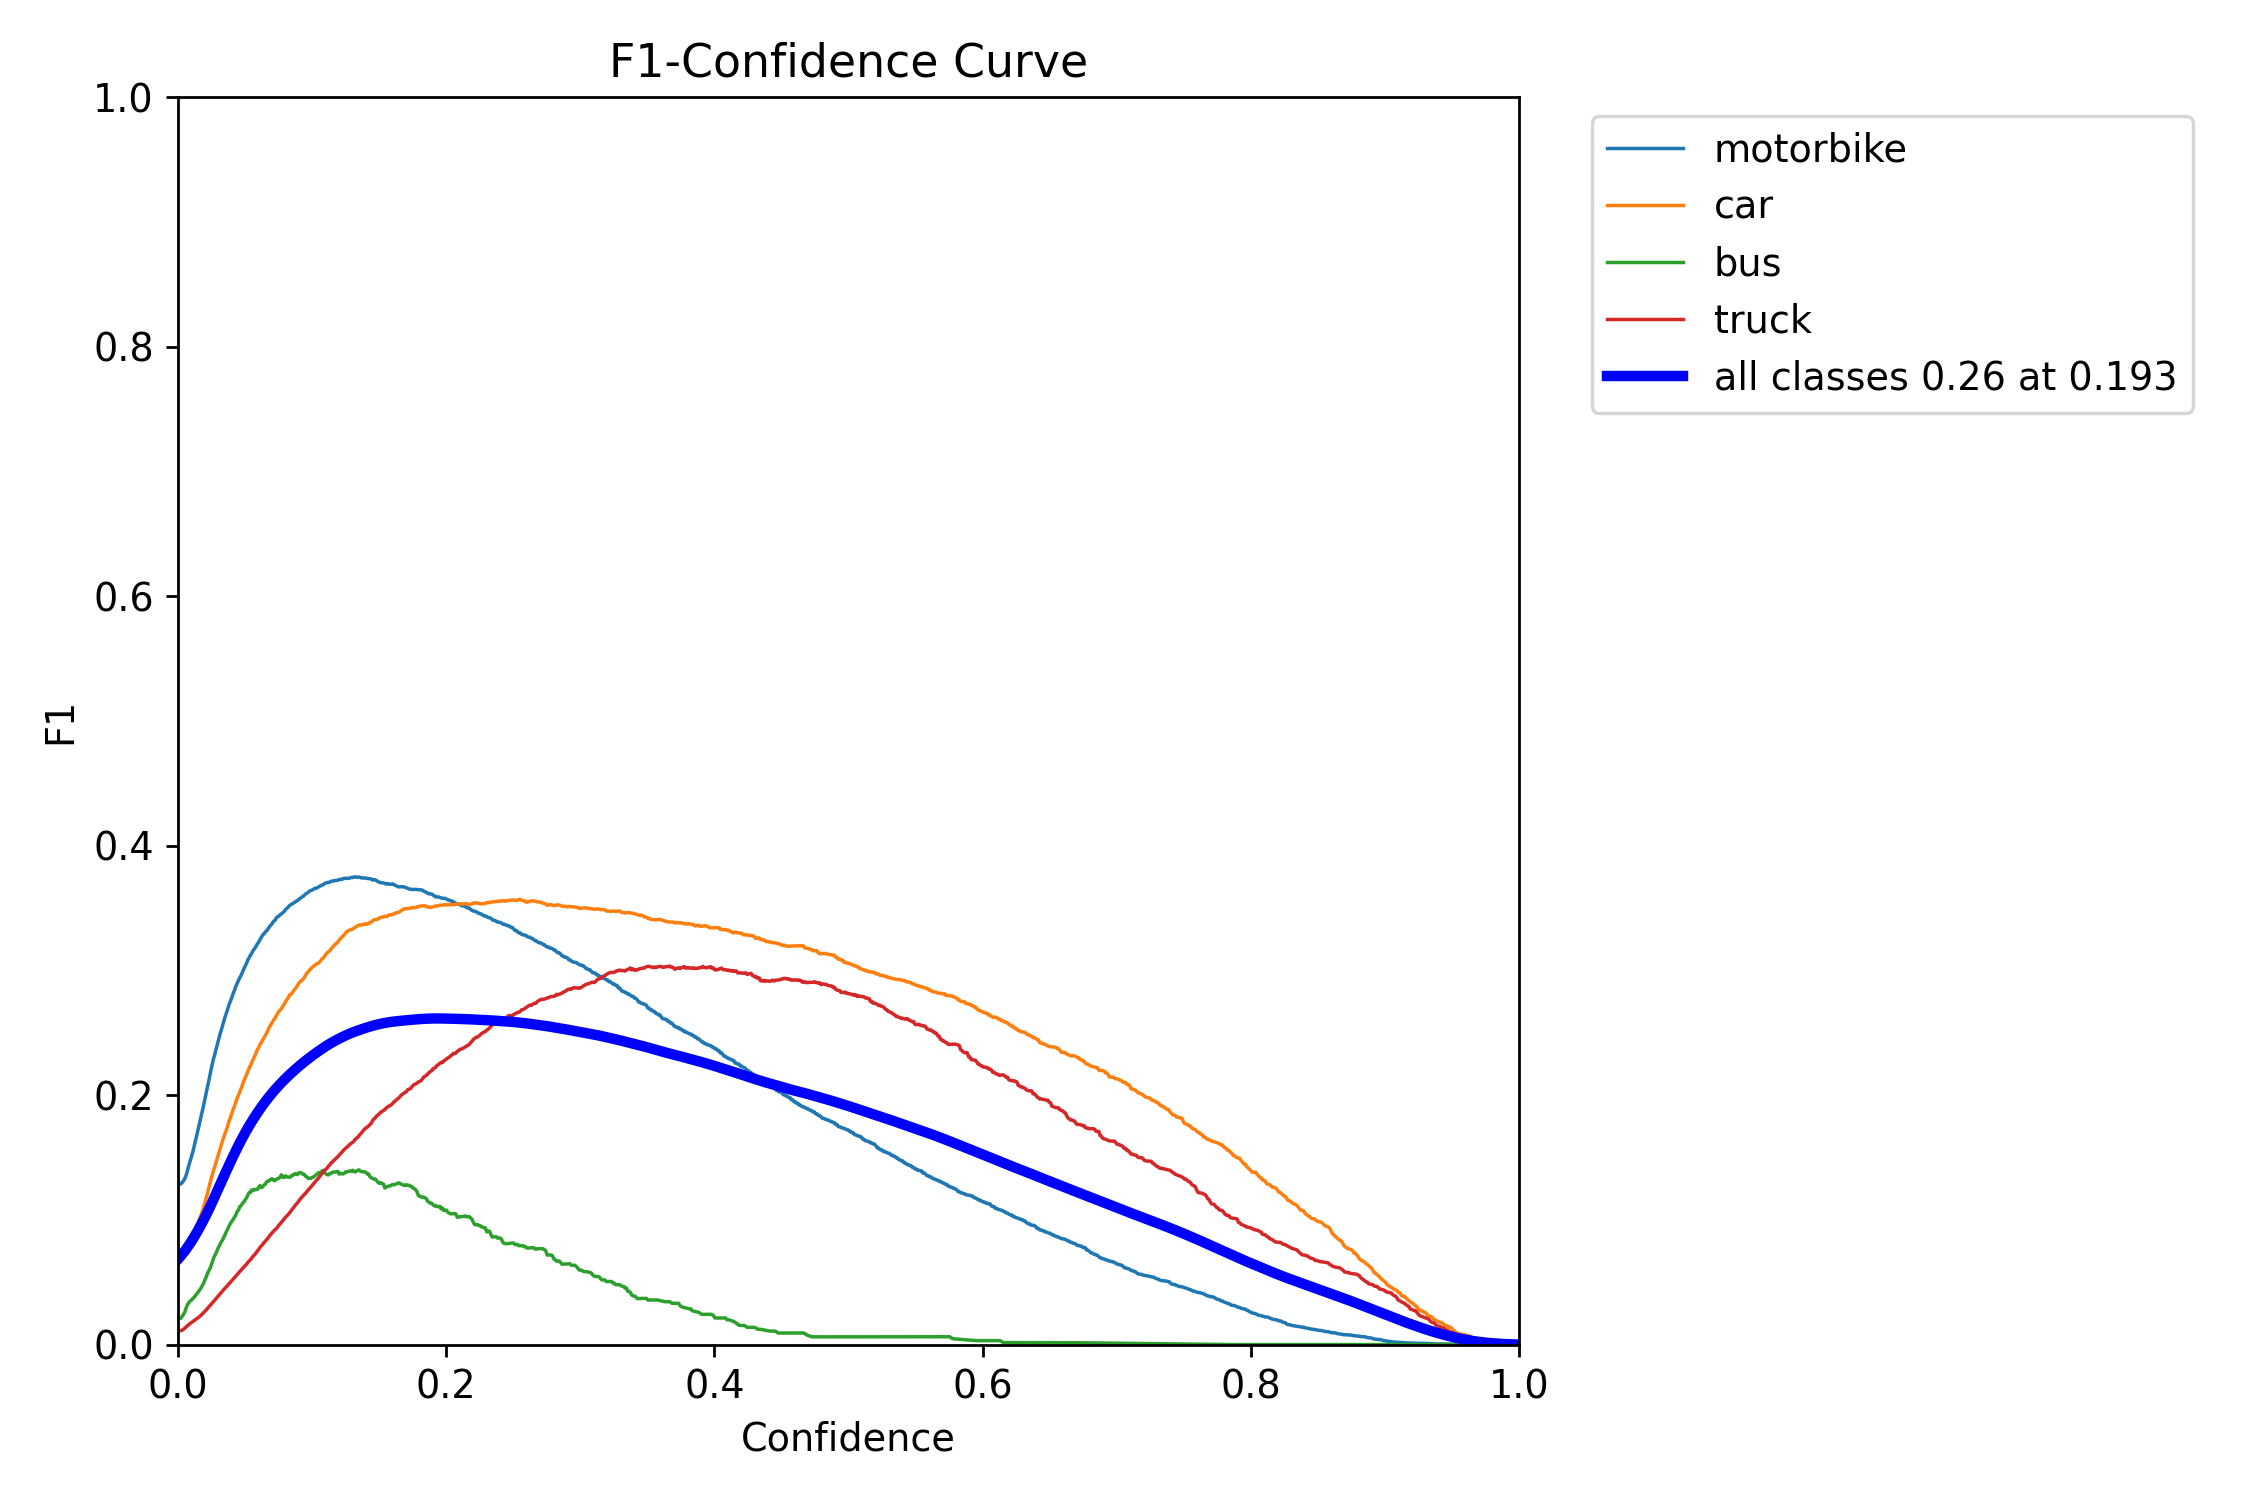 F1-Confidence Curve
1.0
0.8
0.6
0.4
0.2
0.0
F1
0.0 0.2 0.4 0.6 0.8 1.0
Confidence
motorbike
car
bus
truck
all classes 0.26 at 0.193